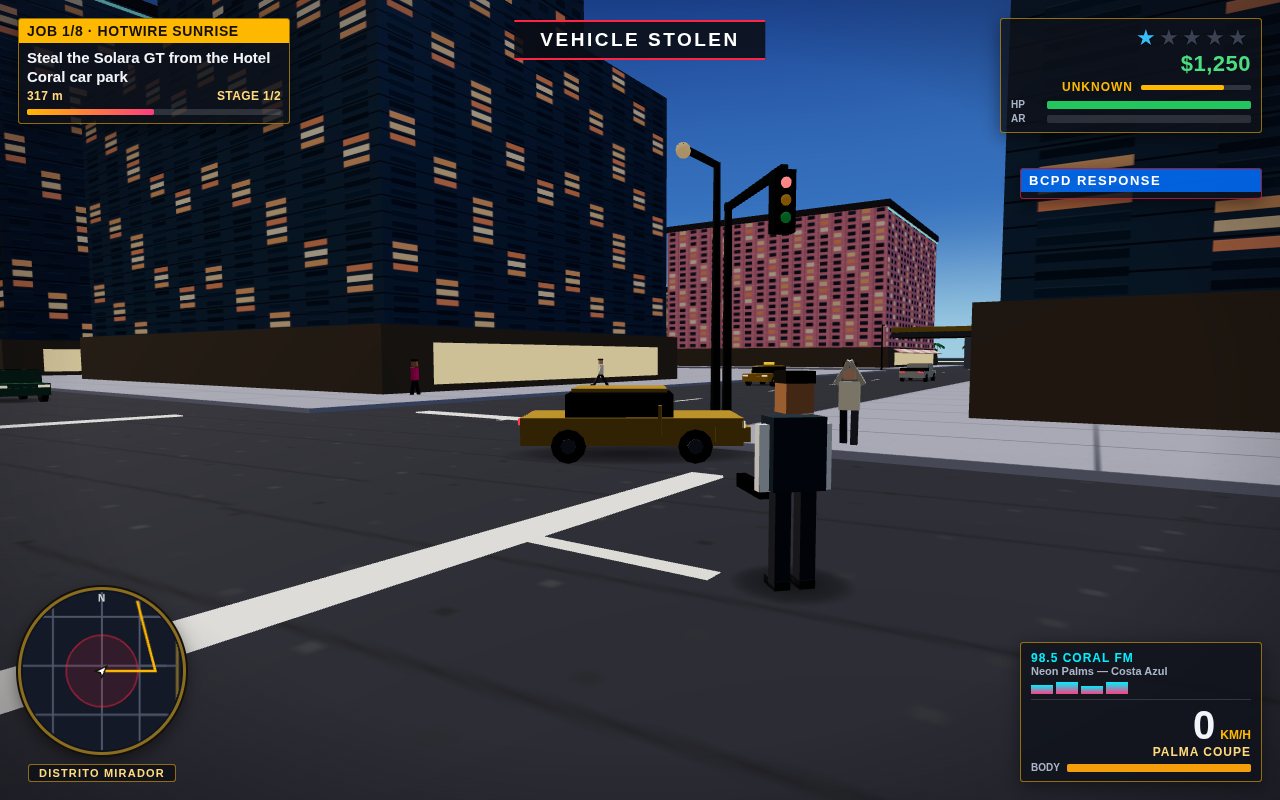 JOB 1/8 · HOTWIRE SUNRISE
Steal the Solara GT from the Hotel
Coral car park
317 m
STAGE 1/2
VEHICLE STOLEN
$1,250
UNKNOWN
HP
AR
BCPD RESPONSE
N
DISTRITO MIRADOR
98.5 CORAL FM
Neon Palms — Costa Azul
0 KM/H
PALMA COUPE
BODY